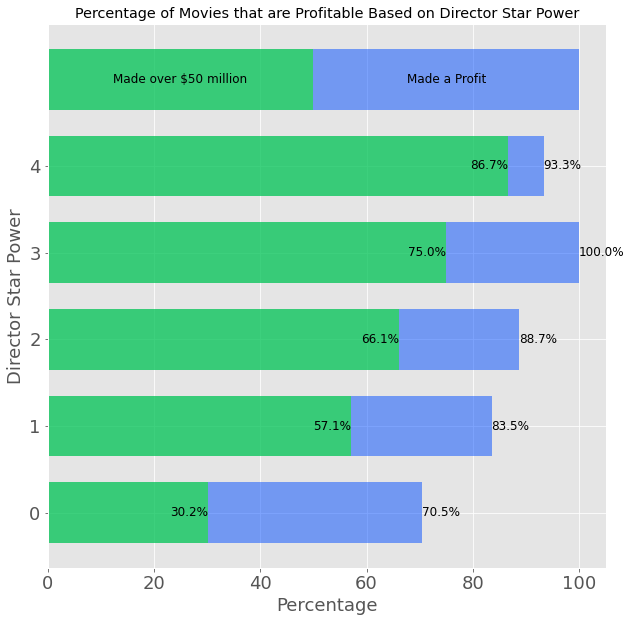 Percentage of Movies that are Profitable Based on Director Star Power
Made over $50 million Made a Profit
4 86.7% 93.3%
3 75.0% 100.0%
2 66.1% 88.7%
1 57.1% 83.5%
0 30.2% 70.5%
Director Star Power
0 20 40 60 80 100
Percentage